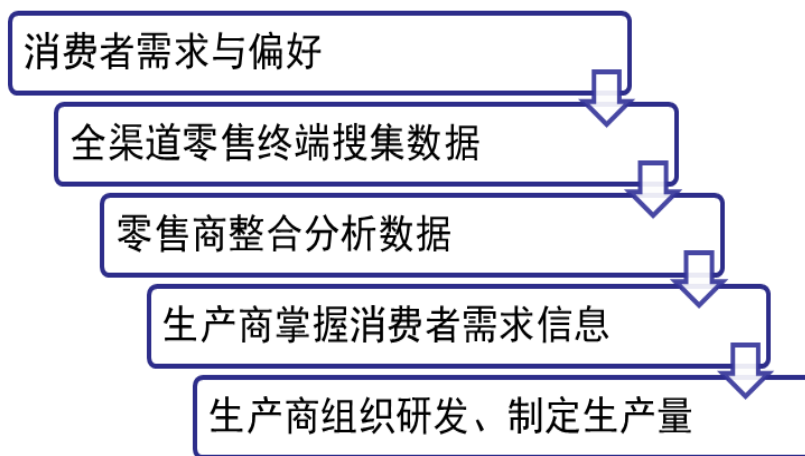 消费者需求与偏好
全渠道零售终端搜集数据
零售商整合分析数据
生产商掌握消费者需求信息
生产商组织研发、制定生产量